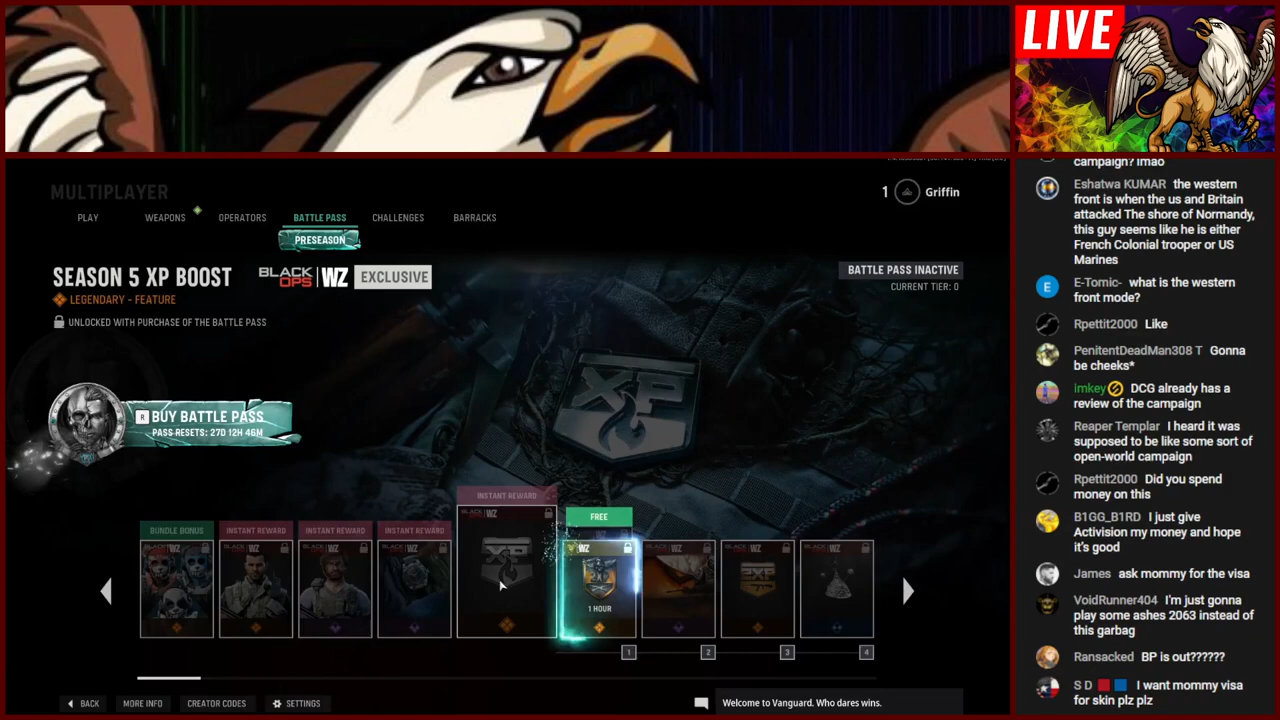 LIVE
MULTIPLAYER
1 Griffin
PLAY WEAPONS OPERATORS BATTLE PASS CHALLENGES BARRACKS
PRESEASON
SEASON 5 XP BOOST BLACK OPS | WZ EXCLUSIVE
LEGENDARY - FEATURE
UNLOCKED WITH PURCHASE OF THE BATTLE PASS
BATTLE PASS INACTIVE
CURRENT TIER: 0
XP
R BUY BATTLE PASS
PASS RESETS: 27D 12H 46M
BUNDLE BONUS
INSTANT REWARD
INSTANT REWARD
INSTANT REWARD
INSTANT REWARD
FREE
XP
2XP
1 HOUR
2XP
1 2 3 4
BACK MORE INFO CREATOR CODES SETTINGS
Welcome to Vanguard. Who dares wins.
campaign? lmao
Eshatwa KUMAR the western
front is when the us and Britain
attacked The shore of Normandy,
this guy seems like he is either
French Colonial trooper or US
Marines
E-Tomic- what is the western
front mode?
Rpettit2000 Like
PenitentDeadMan308 T Gonna
be cheeks*
imkey DCG already has a
review of the campaign
Reaper Templar I heard it was
supposed to be like some sort of
open-world campaign
Rpettit2000 Did you spend
money on this
B1GG_B1RD I just give
Activision my money and hope
it's good
James ask mommy for the visa
VoidRunner404 I'm just gonna
play some ashes 2063 instead of
this garbag
Ransacked BP is out??????
S D I want mommy visa
for skin plz plz